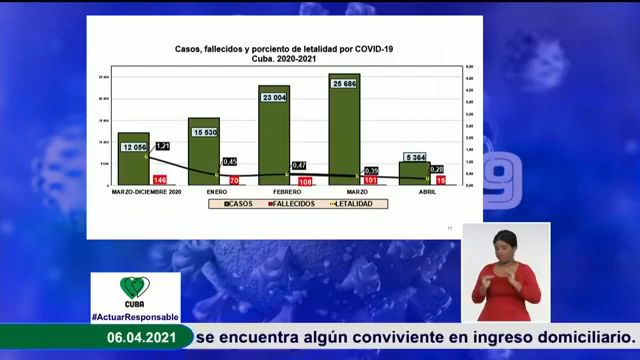 Casos, fallecidos y porciento de letalidad por COVID-19
Cuba. 2020-2021
25 686
23 004
15 530
12 056
5 364
1,21
0,45
0,47
0,39
0,28
146
70
108
101
15
MARZO-DICIEMBRE 2020
ENERO
FEBRERO
MARZO
ABRIL
CASOS
FALLECIDOS
LETALIDAD
11
9
CUBA
#ActuarResponsable
06.04.2021
se encuentra algún conviviente en ingreso domiciliario.